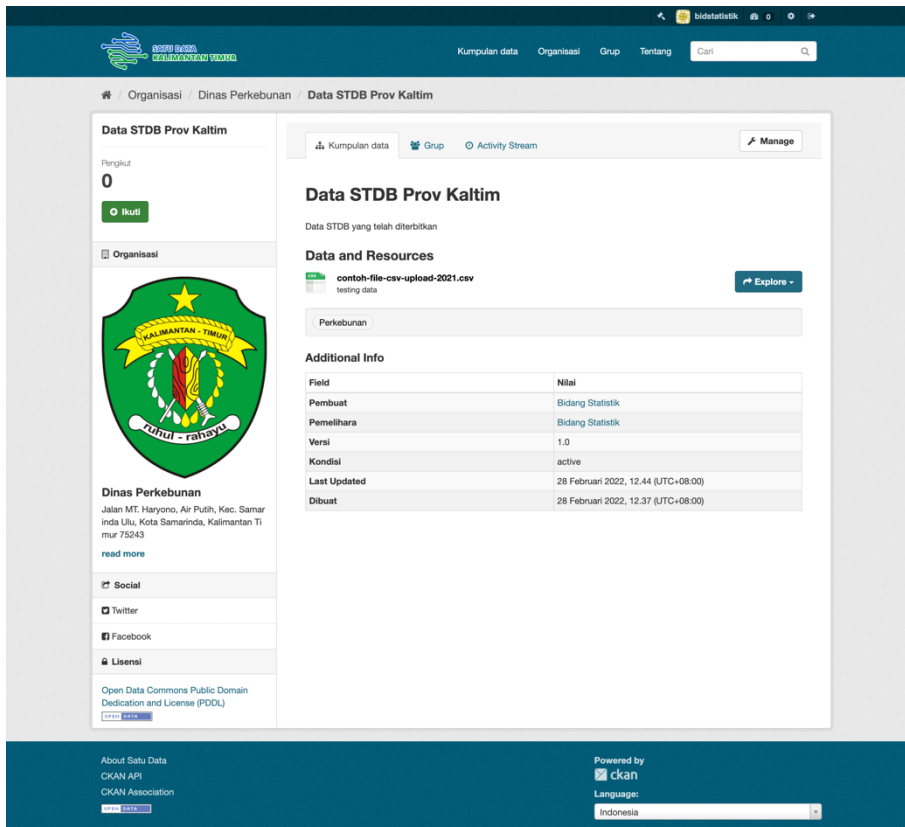 bidstatistik 0
SATU DATA
KALIMANTAN TIMUR
Kumpulan data Organisasi Grup Tentang Cari
/ Organisasi / Dinas Perkebunan / Data STDB Prov Kaltim
Data STDB Prov Kaltim
Pengikut
0
Ikuti
Organisasi
KALIMANTAN - TIMUR
ruhui - rahayu
Dinas Perkebunan
Jalan MT. Haryono, Air Putih, Kec. Samar
inda Ulu, Kota Samarinda, Kalimantan Ti
mur 75243
read more
Social
Twitter
Facebook
Lisensi
Open Data Commons Public Domain
Dedication and License (PDDL)
OPEN DATA
Kumpulan data Grup Activity Stream Manage
Data STDB Prov Kaltim
Data STDB yang telah diterbitkan
Data and Resources
CSV
contoh-file-csv-upload-2021.csv
testing data
Explore
Perkebunan
Additional Info
Field Nilai
Pembuat Bidang Statistik
Pemelihara Bidang Statistik
Versi 1.0
Kondisi active
Last Updated 28 Februari 2022, 12.44 (UTC+08:00)
Dibuat 28 Februari 2022, 12.37 (UTC+08:00)
About Satu Data
CKAN API
CKAN Association
OPEN DATA
Powered by
ckan
Language:
Indonesia